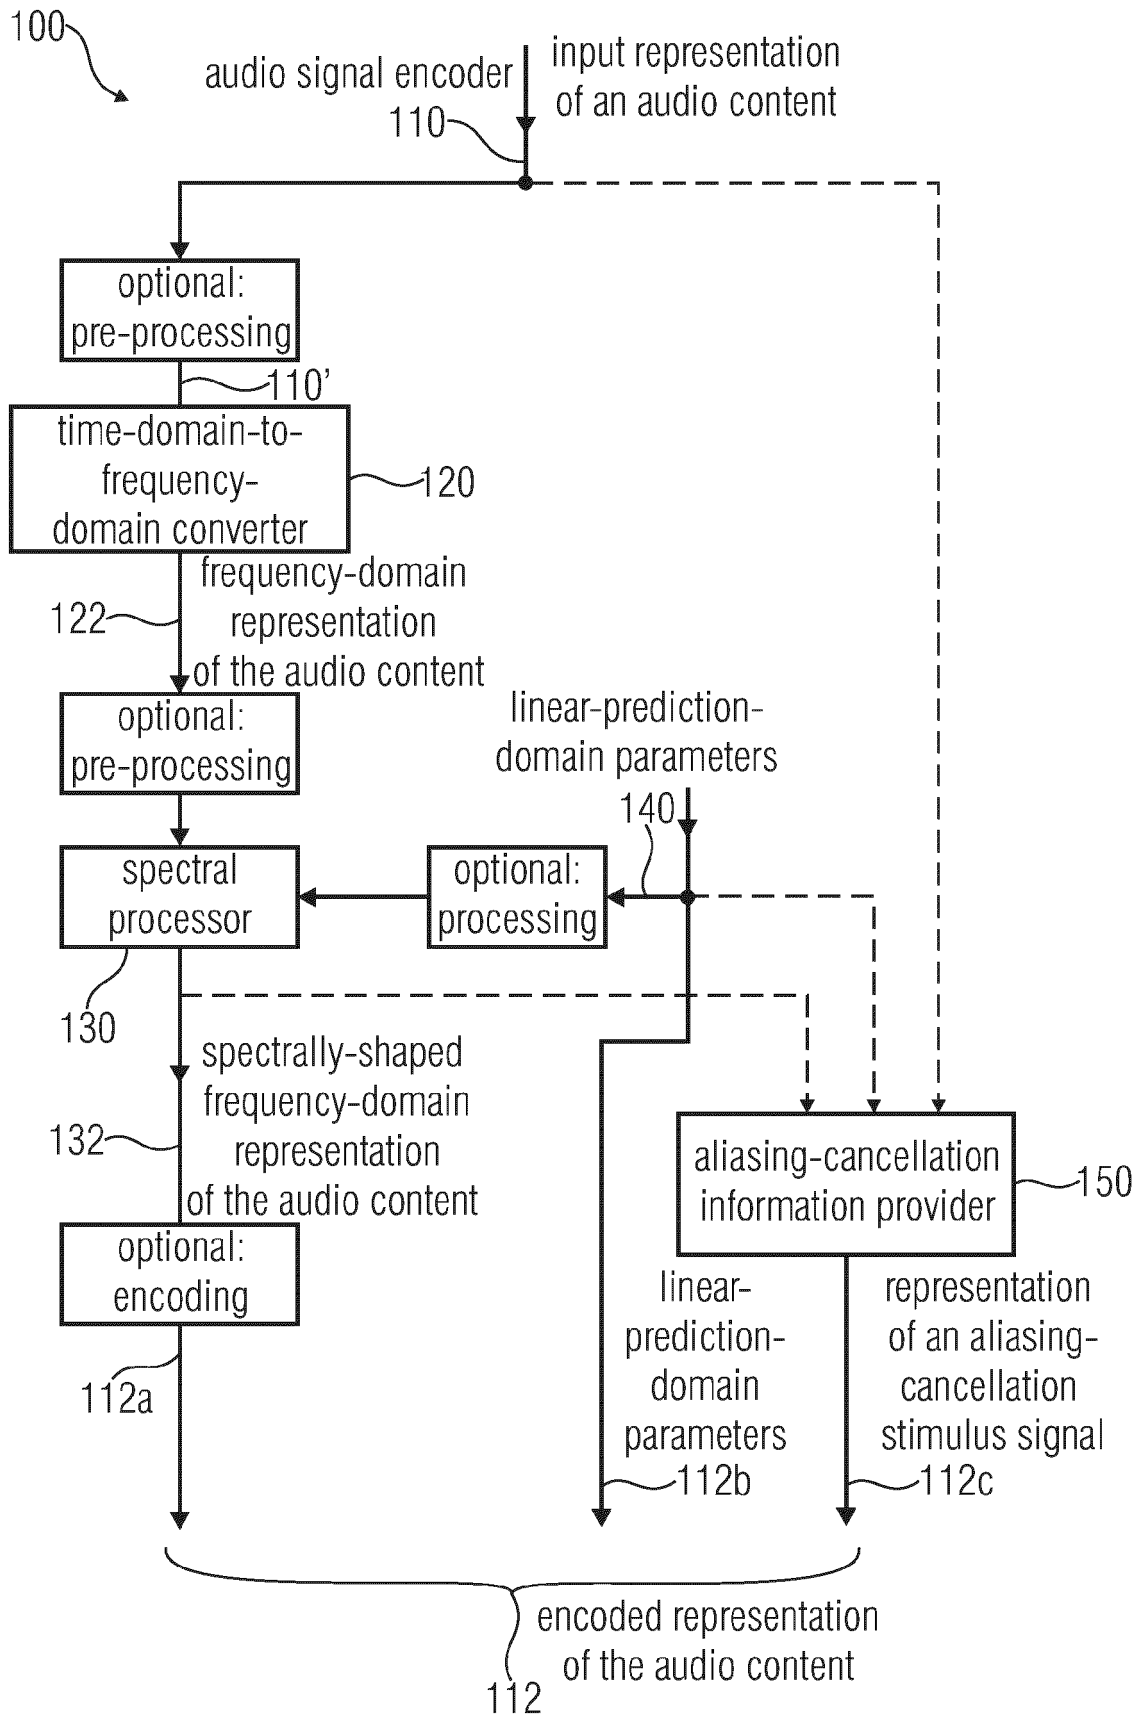 100
audio signal encoder
input representation
of an audio content
110
optional:
pre-processing
110’
time-domain-to-
frequency-
domain converter
120
frequency-domain
representation
of the audio content
122
optional:
pre-processing
linear-prediction-
domain parameters
140
spectral
processor
optional:
processing
130
spectrally-shaped
frequency-domain
representation
of the audio content
132
aliasing-cancellation
information provider
150
optional:
encoding
112a
linear-
prediction-
domain
parameters
112b
representation
of an aliasing-
cancellation
stimulus signal
112c
encoded representation
of the audio content
112